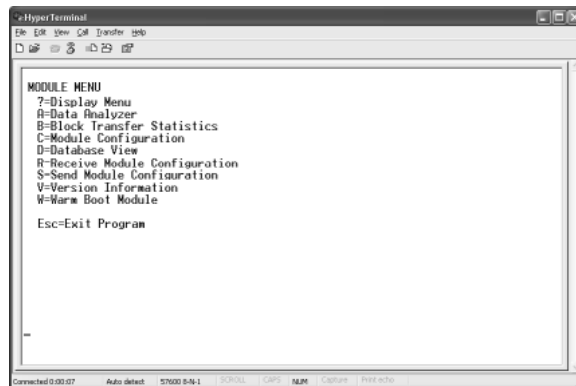 HyperTerminal
File Edit View Call Transfer Help
MODULE MENU
?=Display Menu
A=Data Analyzer
B=Block Transfer Statistics
C=Module Configuration
D=Database View
R=Receive Module Configuration
S=Send Module Configuration
V=Version Information
W=Warm Boot Module
Esc=Exit Program
Connected 0:00:07 Auto detect 57600 8-N-1 SCROLL CAPS NUM Capture Print echo